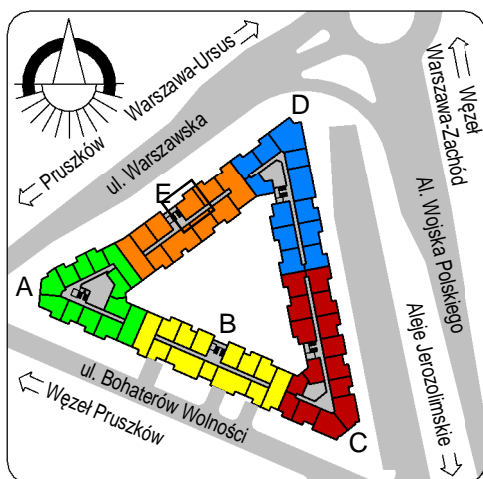 Warszawa-Ursus
Pruszków
ul. Warszawska
Węzeł
Warszawa-Zachód
Al. Wojska Polskiego
Aleje Jerozolimskie
D
E
A
B
C
ul. Bohaterów Wolności
Węzeł Pruszków